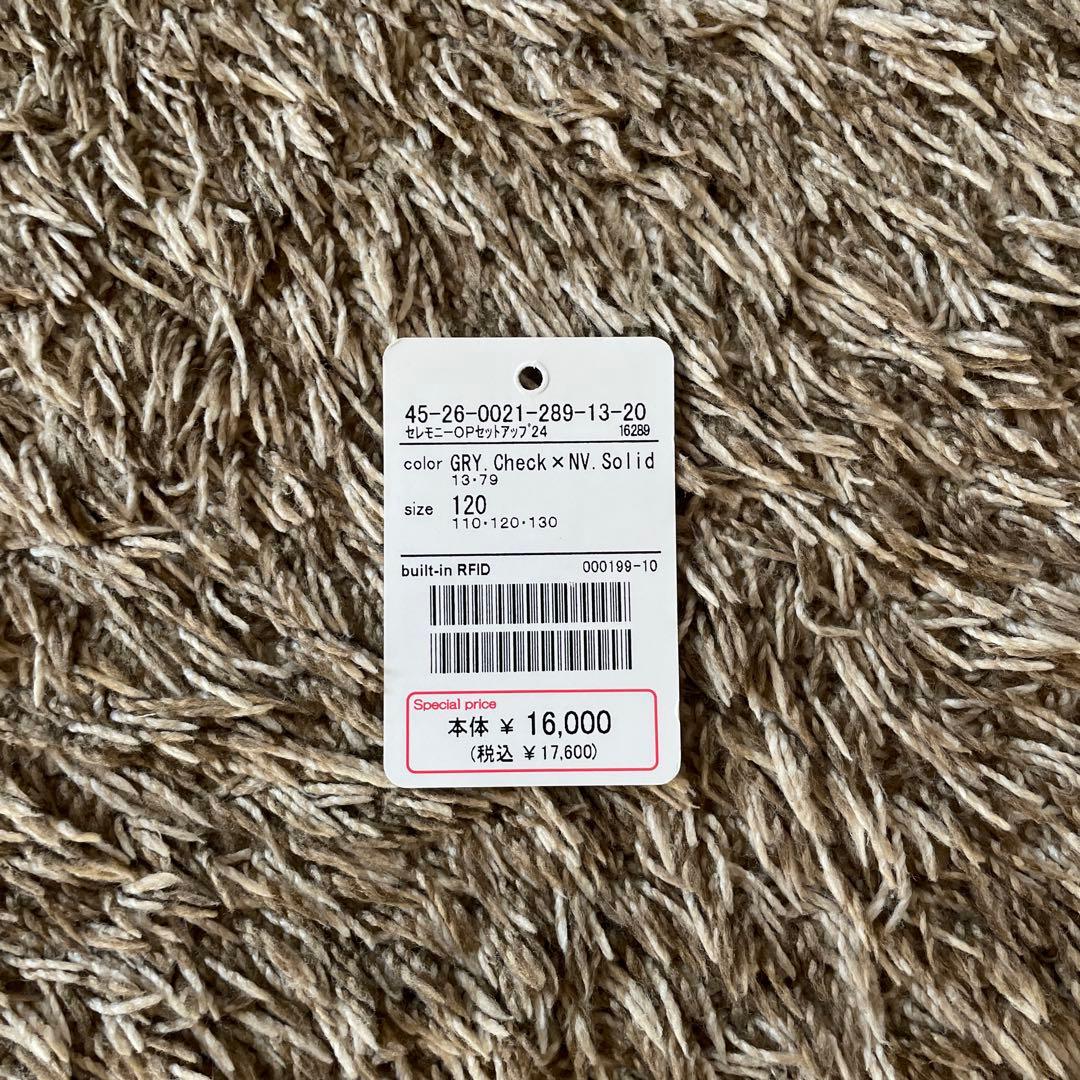 45-26-0021-289-13-20
ｾﾚﾓﾆｰOPｾｯﾄｱｯﾌﾟ24 16289
color GRY.Check×NV.Solid
13・79
size 120
110・120・130
built-in RFID 000199-10
Special price
本体 ¥ 16,000
(税込 ¥17,600)